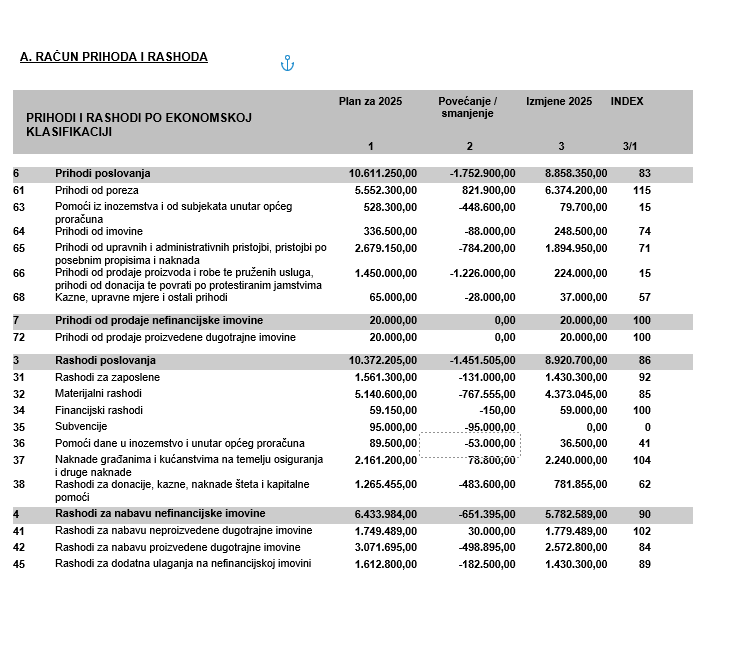 A. RAČUN PRIHODA I RASHODA
PRIHODI I RASHODI PO EKONOMSKOJ KLASIFIKACIJI
Plan za 2025 Povećanje / smanjenje Izmjene 2025 INDEX
1 2 3 3/1
6 Prihodi poslovanja 10.611.250,00 -1.752.900,00 8.858.350,00 83
61 Prihodi od poreza 5.552.300,00 821.900,00 6.374.200,00 115
63 Pomoći iz inozemstva i od subjekata unutar općeg proračuna 528.300,00 -448.600,00 79.700,00 15
64 Prihodi od imovine 336.500,00 -88.000,00 248.500,00 74
65 Prihodi od upravnih i administrativnih pristojbi, pristojbi po posebnim propisima i naknada 2.679.150,00 -784.200,00 1.894.950,00 71
66 Prihodi od prodaje proizvoda i robe te pruženih usluga, prihodi od donacija te povrati po protestiranim jamstvima 1.450.000,00 -1.226.000,00 224.000,00 15
68 Kazne, upravne mjere i ostali prihodi 65.000,00 -28.000,00 37.000,00 57
7 Prihodi od prodaje nefinancijske imovine 20.000,00 0,00 20.000,00 100
72 Prihodi od prodaje proizvedene dugotrajne imovine 20.000,00 0,00 20.000,00 100
3 Rashodi poslovanja 10.372.205,00 -1.451.505,00 8.920.700,00 86
31 Rashodi za zaposlene 1.561.300,00 -131.000,00 1.430.300,00 92
32 Materijalni rashodi 5.140.600,00 -767.555,00 4.373.045,00 85
34 Financijski rashodi 59.150,00 -150,00 59.000,00 100
35 Subvencije 95.000,00 -95.000,00 0,00 0
36 Pomoći dane u inozemstvo i unutar općeg proračuna 89.500,00 -53.000,00 36.500,00 41
37 Naknade građanima i kućanstvima na temelju osiguranja i druge naknade 2.161.200,00 78.800,00 2.240.000,00 104
38 Rashodi za donacije, kazne, naknade šteta i kapitalne pomoći 1.265.455,00 -483.600,00 781.855,00 62
4 Rashodi za nabavu nefinancijske imovine 6.433.984,00 -651.395,00 5.782.589,00 90
41 Rashodi za nabavu neproizvedene dugotrajne imovine 1.749.489,00 30.000,00 1.779.489,00 102
42 Rashodi za nabavu proizvedene dugotrajne imovine 3.071.695,00 -498.895,00 2.572.800,00 84
45 Rashodi za dodatna ulaganja na nefinancijskoj imovini 1.612.800,00 -182.500,00 1.430.300,00 89